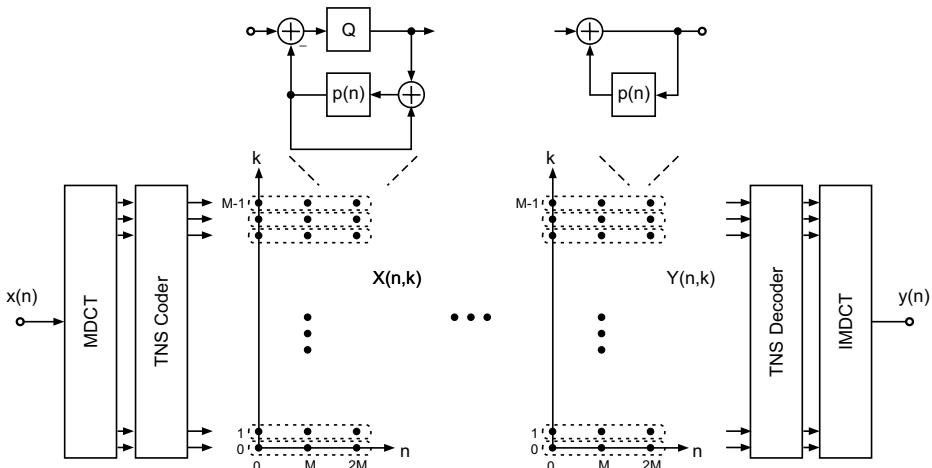 Q
p(n)
p(n)
−
k
k
M-1
M-1
x(n)
MDCT
TNS Coder
X(n,k)
Y(n,k)
TNS Decoder
IMDCT
y(n)
1
0
0
M
2M
n
1
0
0
M
2M
n